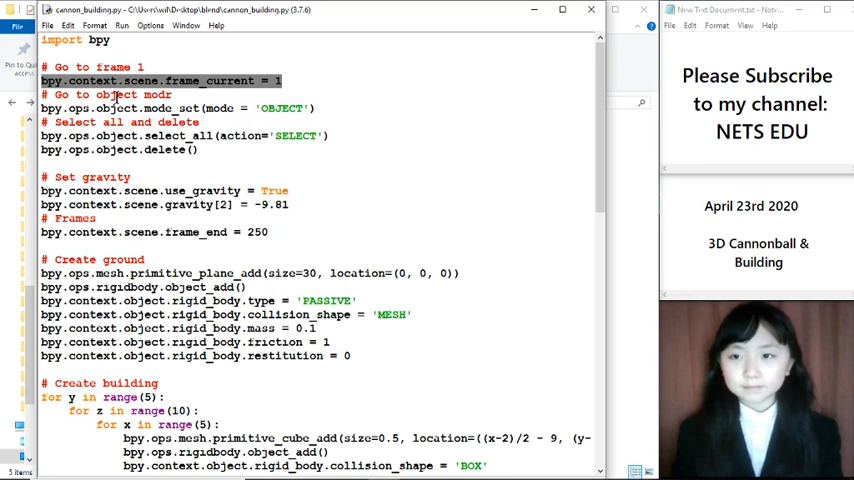 cannon_building.py - C:\Users\wil\Desktop\blend\cannon_building.py (3.7.6)
File Edit Format Run Options Window Help
import bpy
# Go to frame 1
bpy.context.scene.frame_current = 1
# Go to object modr
bpy.ops.object.mode_set(mode = 'OBJECT')
# Select all and delete
bpy.ops.object.select_all(action='SELECT')
bpy.ops.object.delete()
# Set gravity
bpy.context.scene.use_gravity = True
bpy.context.scene.gravity[2] = -9.81
# Frames
bpy.context.scene.frame_end = 250
# Create ground
bpy.ops.mesh.primitive_plane_add(size=30, location=(0, 0, 0))
bpy.ops.rigidbody.object_add()
bpy.context.object.rigid_body.type = 'PASSIVE'
bpy.context.object.rigid_body.collision_shape = 'MESH'
bpy.context.object.rigid_body.mass = 0.1
bpy.context.object.rigid_body.friction = 1
bpy.context.object.rigid_body.restitution = 0
# Create building
for y in range(5):
for z in range(10):
for x in range(5):
bpy.ops.mesh.primitive_cube_add(size=0.5, location=((x-2)/2 - 9, (y-
bpy.ops.rigidbody.object_add()
bpy.context.object.rigid_body.collision_shape = 'BOX'
File
Pin to Qu
access
5 items
New Text Document.txt - Notepad
File Edit Format View Help
Please Subscribe
to my channel:
NETS EDU
April 23rd 2020
3D Cannonball &
Building